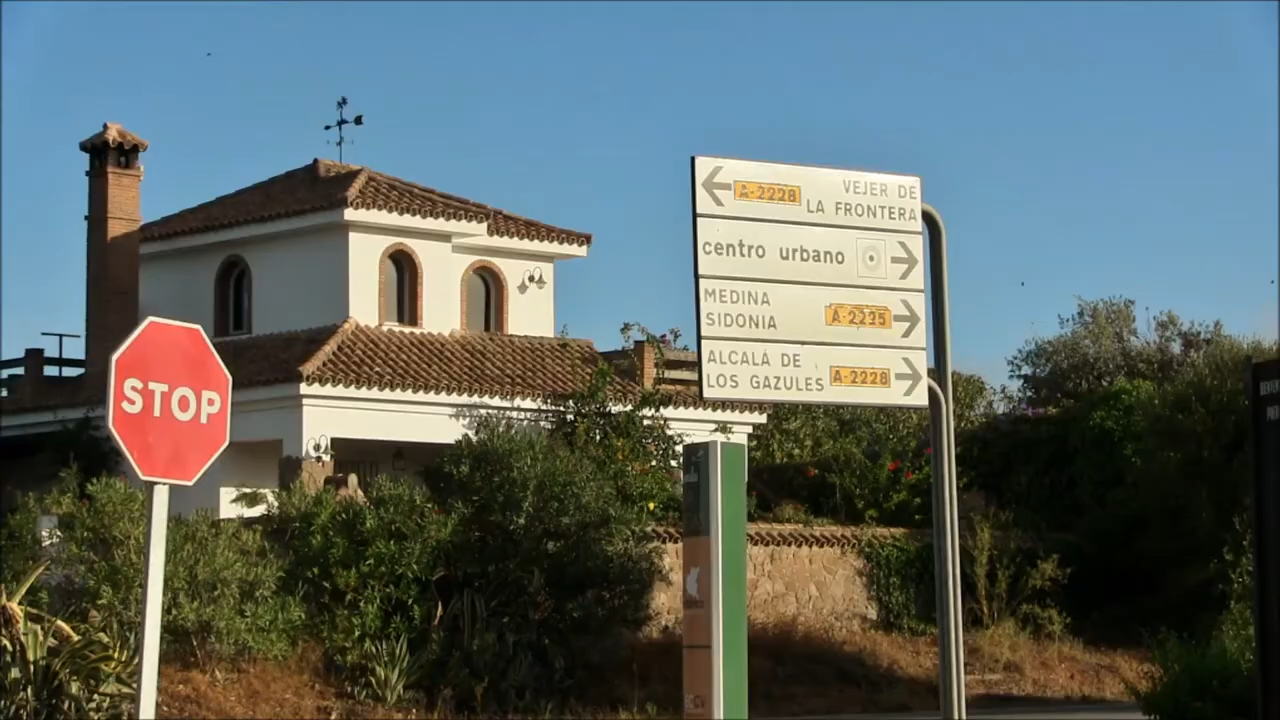 STOP
A-2228 VEJER DE
LA FRONTERA
centro urbano
MEDINA
SIDONIA A-2235
ALCALÁ DE
LOS GAZULES A-2228